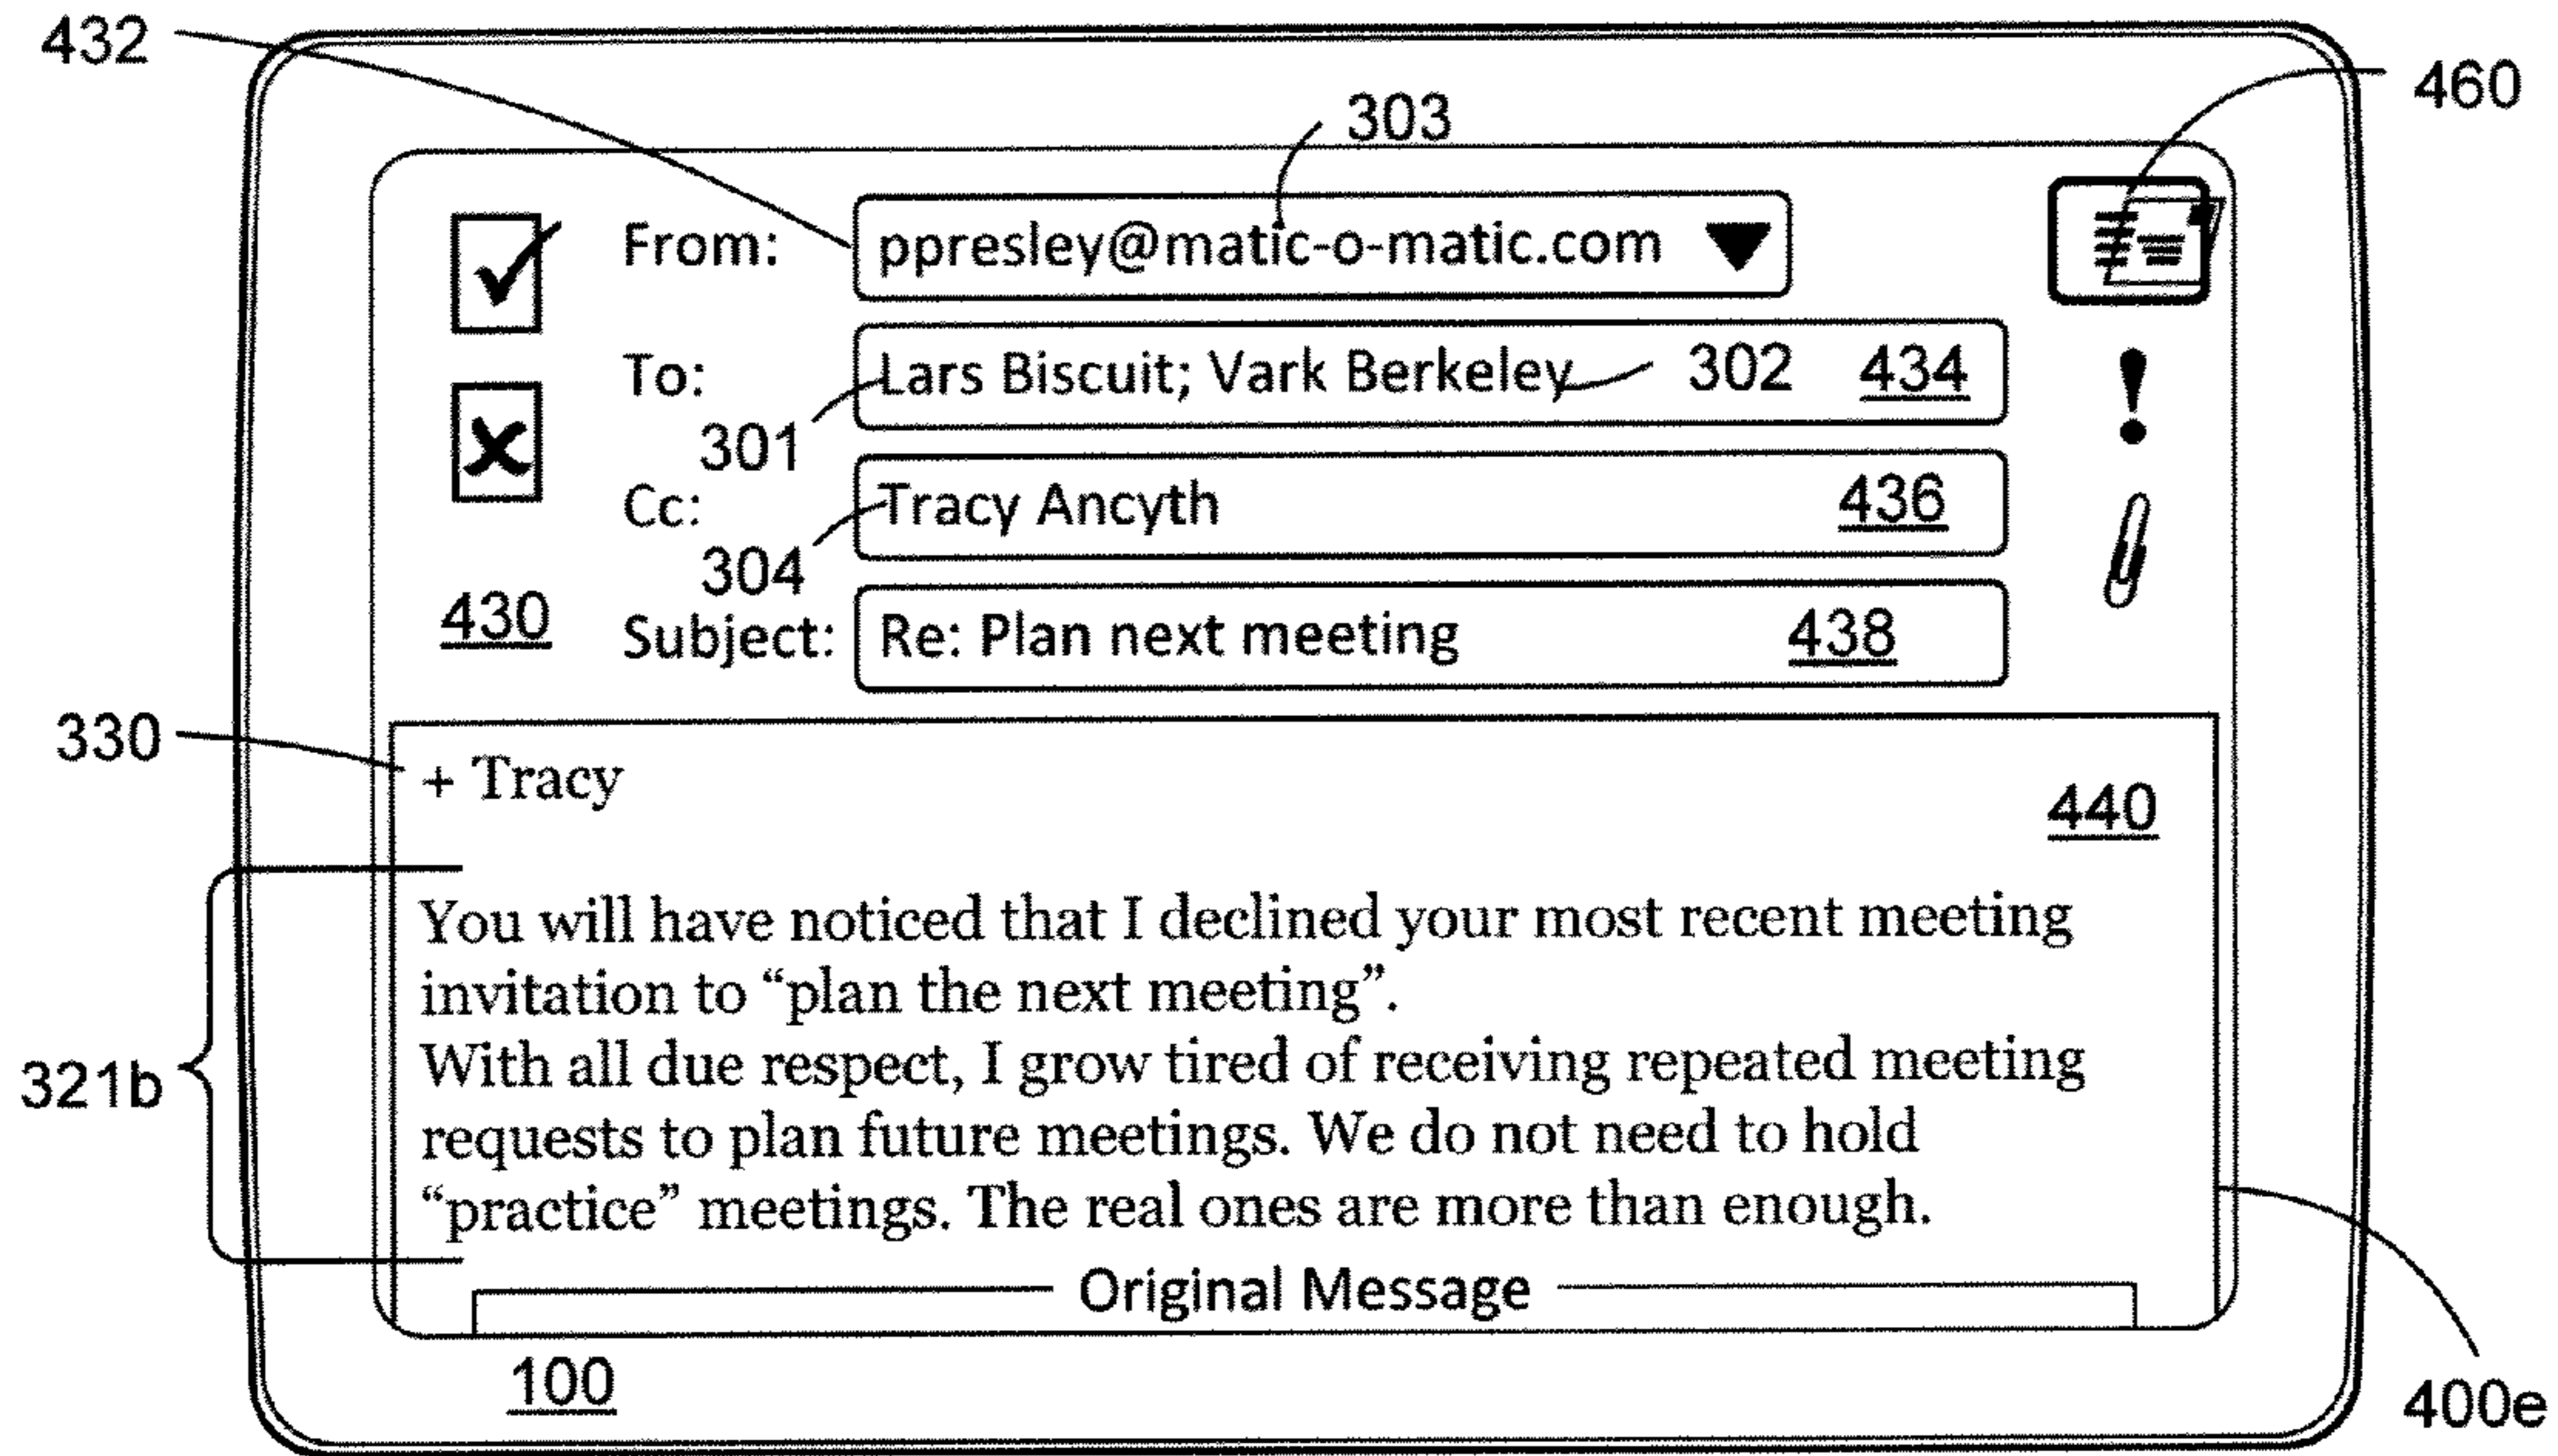 432
460
303
From: ppresley@matic-o-matic.com
To: Lars Biscuit; Vark Berkeley 302 434
301
Cc: Tracy Ancyth 436
304
430 Subject: Re: Plan next meeting 438
330
+ Tracy
440
You will have noticed that I declined your most recent meeting
invitation to “plan the next meeting”.
With all due respect, I grow tired of receiving repeated meeting
321b
requests to plan future meetings. We do not need to hold
“practice” meetings. The real ones are more than enough.
Original Message
100
400e